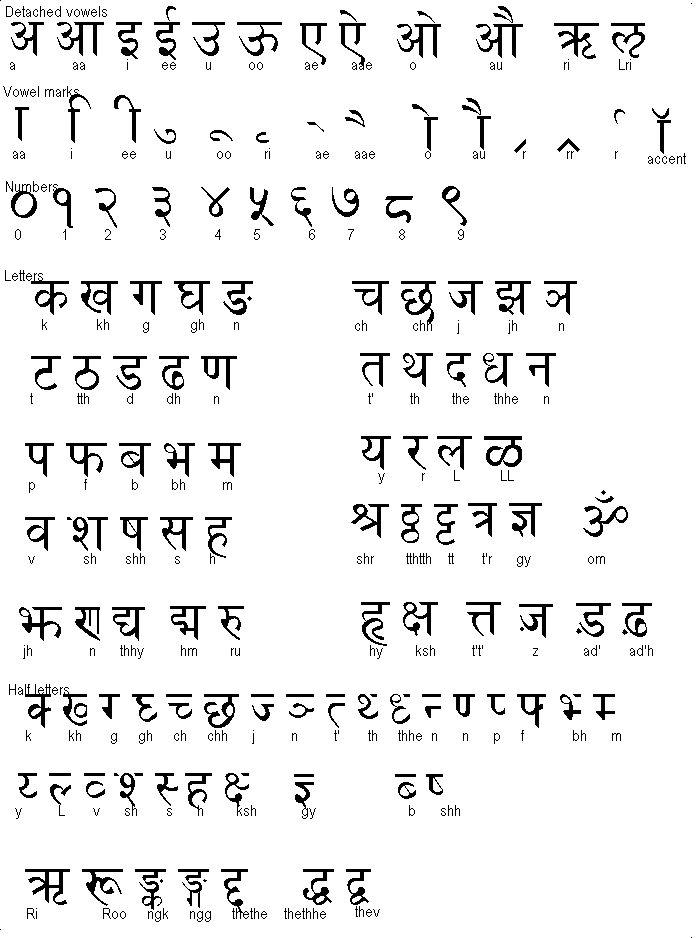 Detached vowels
अ आ इ ई उ ऊ ए ऐ ओ औ ऋ ऌ
a aa i ee u oo ae aae o au ri Lri
Vowel marks
ा ि ी ु ू ृ े ै ो ौ
aa i ee u oo ri ae aae o au r rr r accent
Numbers
० १ २ ३ ४ ५ ६ ७ ८ ९
0 1 2 3 4 5 6 7 8 9
Letters
क ख ग घ ङ च छ ज झ ञ
k kh g gh n ch chh j jh n
ट ठ ड ढ ण त थ द ध न
t tth d dh n t' th the thhe n
प फ ब भ म य र ल ळ
p f b bh m y r L LL
व श ष स ह श्र ठ्ठ ट्ट त्र ज्ञ ॐ
v sh shh s h shr tthtth tt t'r gy om
झ ण द्य द्म रु हृ क्ष त्त ज़ ड़ ढ़
jh n thhy hm ru hy ksh t't' z ad' ad'h
Half letters
क्‍ ख्‍ ग्‍ घ्‍ च्‍ छ्‍ ज्‍ ञ्‍ त्‍ थ्‍ ध्‍ न्‍ ण्‍ प्‍ फ्‍ भ्‍ म्‍
k kh g gh ch chh j n t' th thhe n n p f bh m
य्‍ ल्‍ व्‍ श्‍ स्‍ ह्‍ क्ष्‍ ज्ञ्‍ ब्‍ ष्‍
y L v sh s h ksh gy b shh
ऋ रू ङ्क ङ्ग द्द द्ध द्व
Ri Roo ngk ngg thethe thethhe thev